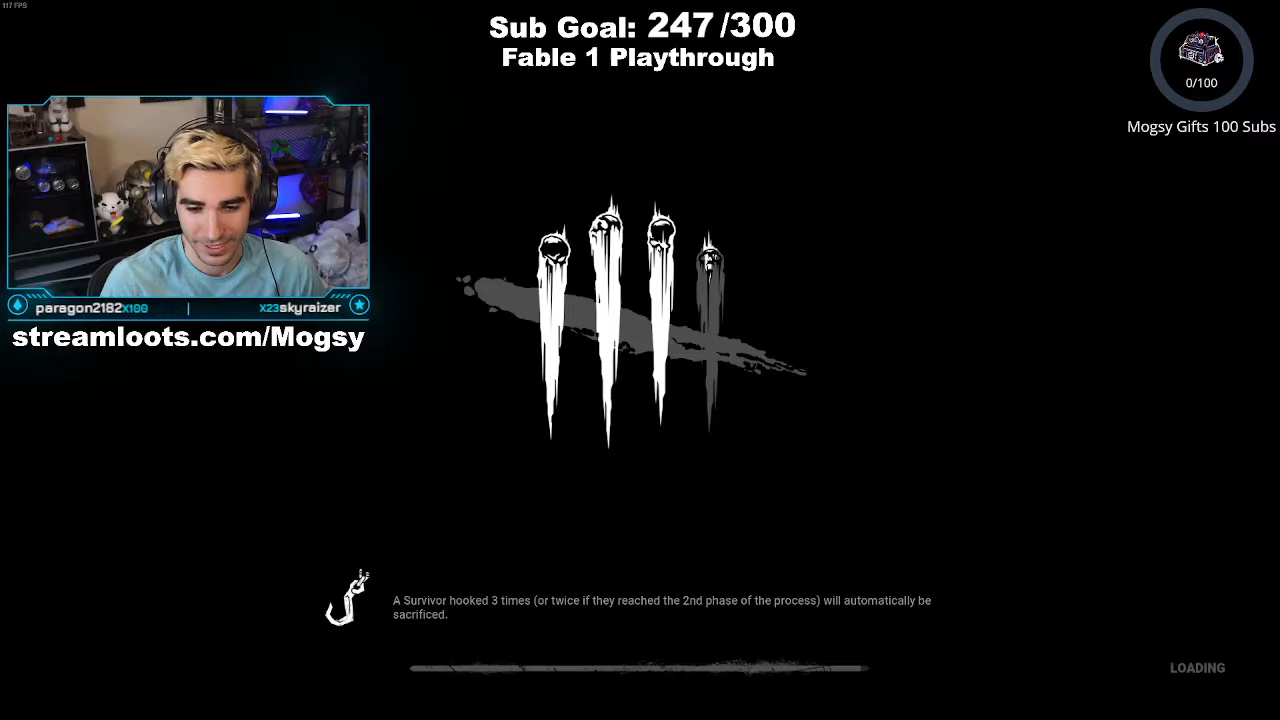 117 FPS
Sub Goal: 247/300
Fable 1 Playthrough
0/100
Mogsy Gifts 100 Subs
paragon2182X100 | X23skyraizer
streamloots.com/Mogsy
A Survivor hooked 3 times (or twice if they reached the 2nd phase of the process) will automatically be
sacrificed.
LOADING